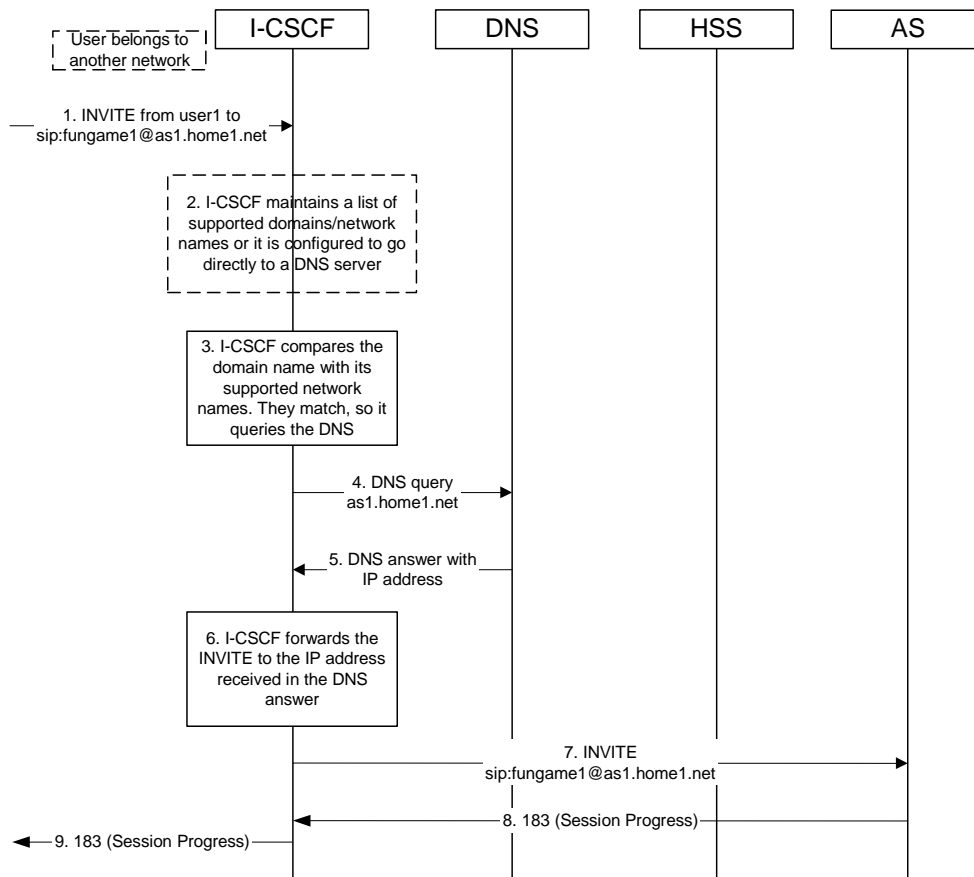 I-CSCF
DNS
HSS
AS
User belongs to
another network
1. INVITE from user1 to
sip:fungame1@as1.home1.net
2. I-CSCF maintains a list of
supported domains/network
names or it is configured to go
directly to a DNS server
3. I-CSCF compares the
domain name with its
supported network
names. They match, so it
queries the DNS
4. DNS query
as1.home1.net
5. DNS answer with
IP address
6. I-CSCF forwards the
INVITE to the IP address
received in the DNS
answer
7. INVITE
sip:fungame1@as1.home1.net
8. 183 (Session Progress)
9. 183 (Session Progress)